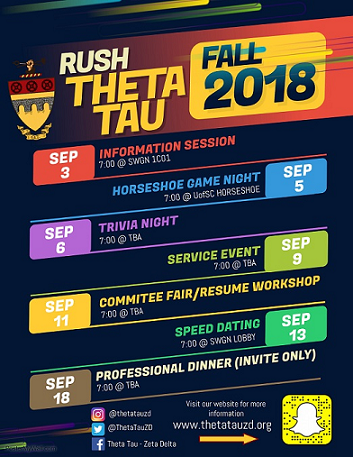 RUSH
THETA
TAU
FALL
2018
SEP
3
INFORMATION SESSION
7:00 @ SWGN 1C01
HORSESHOE GAME NIGHT
7:00 @ UofSC HORSESHOE
SEP
5
SEP
6
TRIVIA NIGHT
7:00 @ TBA
SERVICE EVENT
7:00 @ TBA
SEP
9
SEP
11
COMMITEE FAIR/RESUME WORKSHOP
7:00 @ TBA
SPEED DATING
7:00 @ SWGN LOBBY
SEP
13
SEP
18
PROFESSIONAL DINNER (INVITE ONLY)
7:00 @ TBA
@thetatauzd
@ThetaTauZD
Theta Tau - Zeta Delta
Visit our website for more
information
www.thetatauzd.org